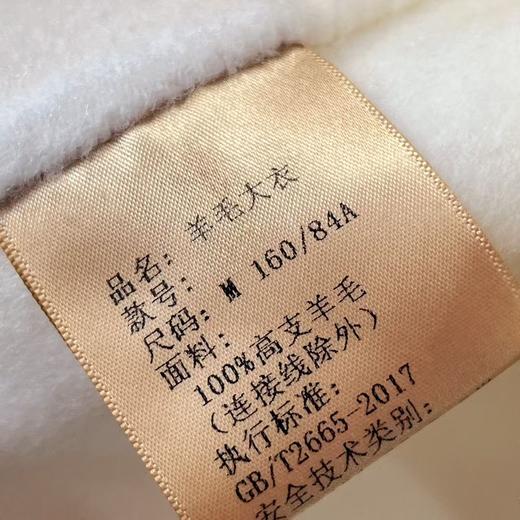 品名: 羊毛大衣
款号:
尺码: M 160/84A
面料:
100%高支羊毛
(连接线除外)
执行标准:
GB/T2665-2017
安全技术类别: